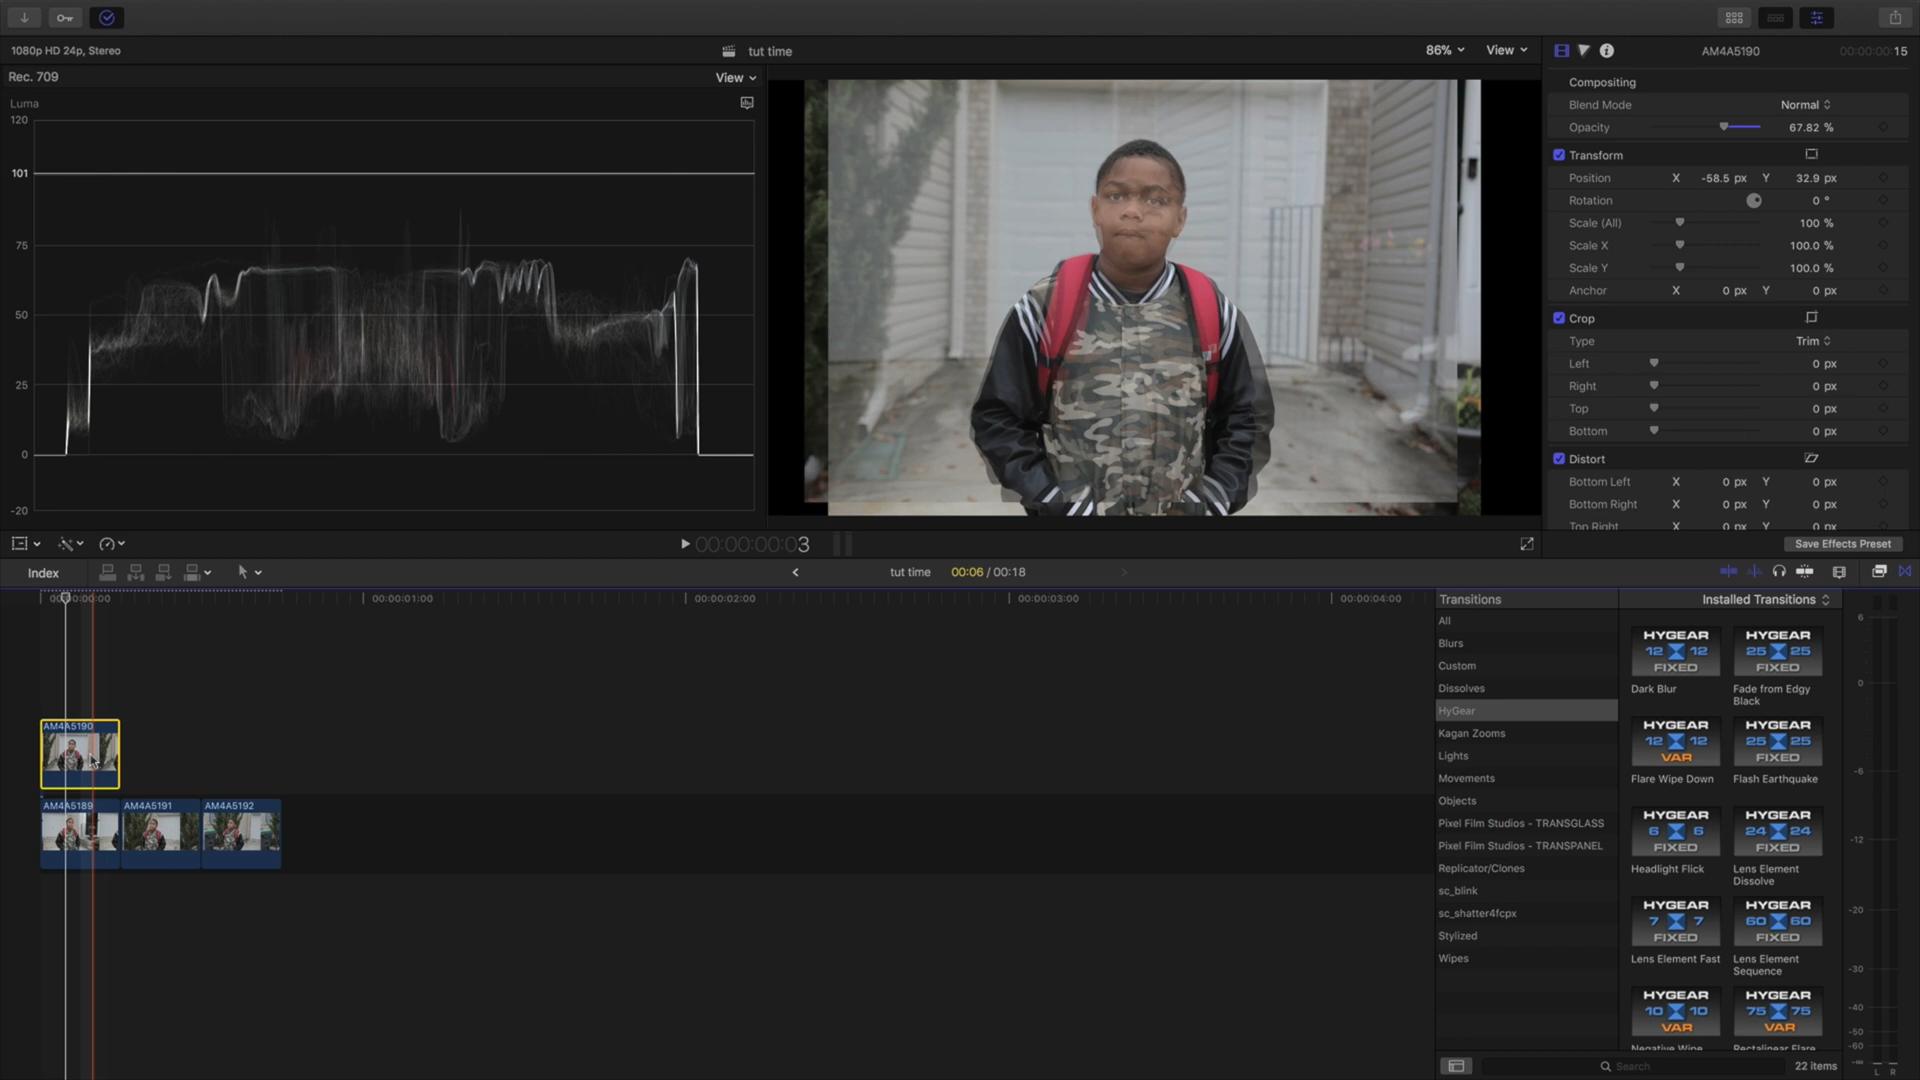 1080p HD 24p, Stereo
tut time
86%
View
AM4A5190
00:00:00:15
Rec. 709
View
Luma
120
101
75
50
25
0
-20
Compositing
Blend Mode
Normal
Opacity
67.82 %
Transform
Position X -58.5 px Y 32.9 px
Rotation 0 °
Scale (All) 100 %
Scale X 100.0 %
Scale Y 100.0 %
Anchor X 0 px Y 0 px
Crop
Type Trim
Left 0 px
Right 0 px
Top 0 px
Bottom 0 px
Distort
Bottom Left X 0 px Y 0 px
Bottom Right X 0 px Y 0 px
Top Right X 0 px Y 0 px
00:00:00:03
Save Effects Preset
Index
tut time 00:06 / 00:18
00:00:00:00
00:00:01:00
00:00:02:00
00:00:03:00
00:00:04:00
AM4A5190
AM4A5189
AM4A5191
AM4A5192
Transitions
All
Blurs
Custom
Dissolves
HyGear
Kagan Zooms
Lights
Movements
Objects
Pixel Film Studios - TRANSGLASS
Pixel Film Studios - TRANSPANEL
Replicator/Clones
sc_blink
sc_shatter4fcpx
Stylized
Wipes
Installed Transitions
HYGEAR
12 12
FIXED
Dark Blur
HYGEAR
25 25
FIXED
Fade from Edgy
Black
HYGEAR
12 12
VAR
Flare Wipe Down
HYGEAR
25 25
FIXED
Flash Earthquake
HYGEAR
6 6
FIXED
Headlight Flick
HYGEAR
24 24
FIXED
Lens Element
Dissolve
HYGEAR
7 7
FIXED
Lens Element Fast
HYGEAR
60 60
FIXED
Lens Element
Sequence
HYGEAR
10 10
VAR
Negative Wipe
HYGEAR
75 75
VAR
Rectalinear Flare
Search
22 items
6
0
-6
-12
-20
-30
-40
-50
-60
-∞
L R